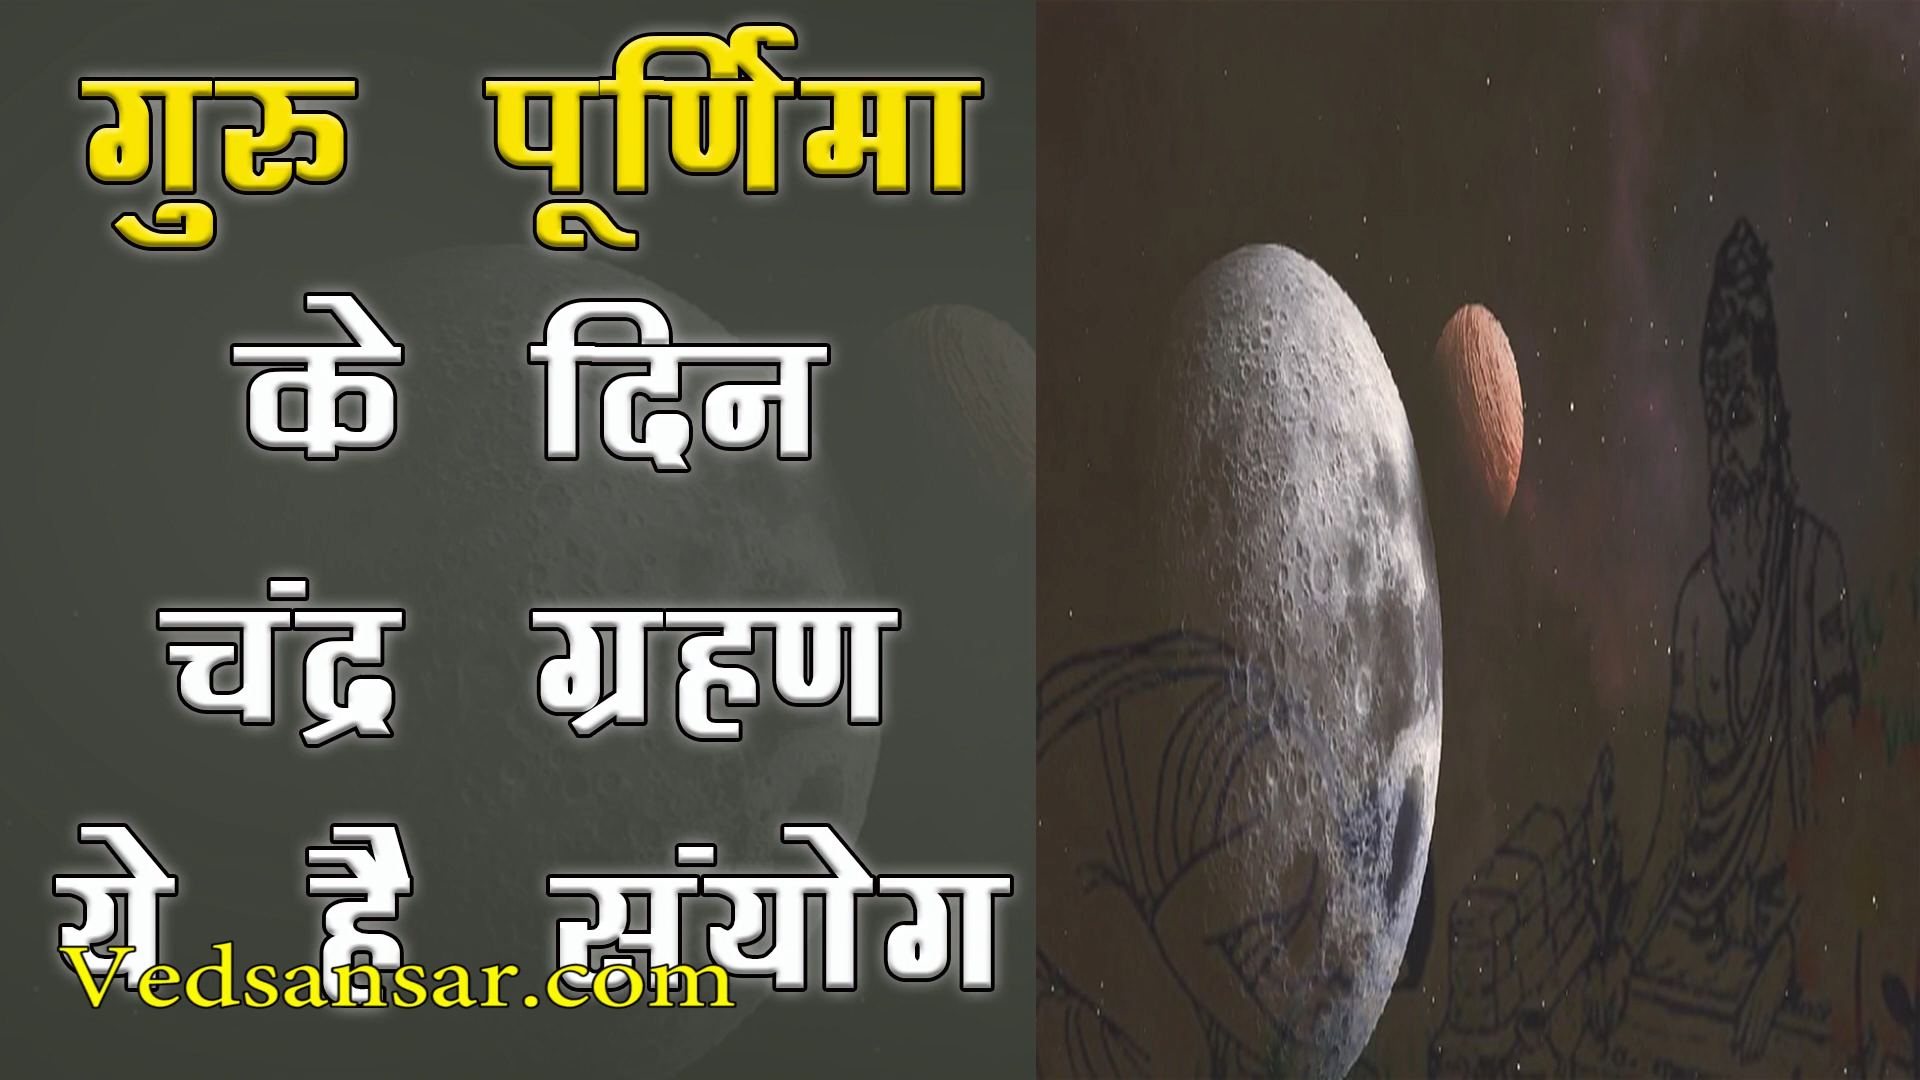 गुरू पूर्णिमा
के दिन
चंद्र ग्रहण
ये है संयोग
Vedsansar.com